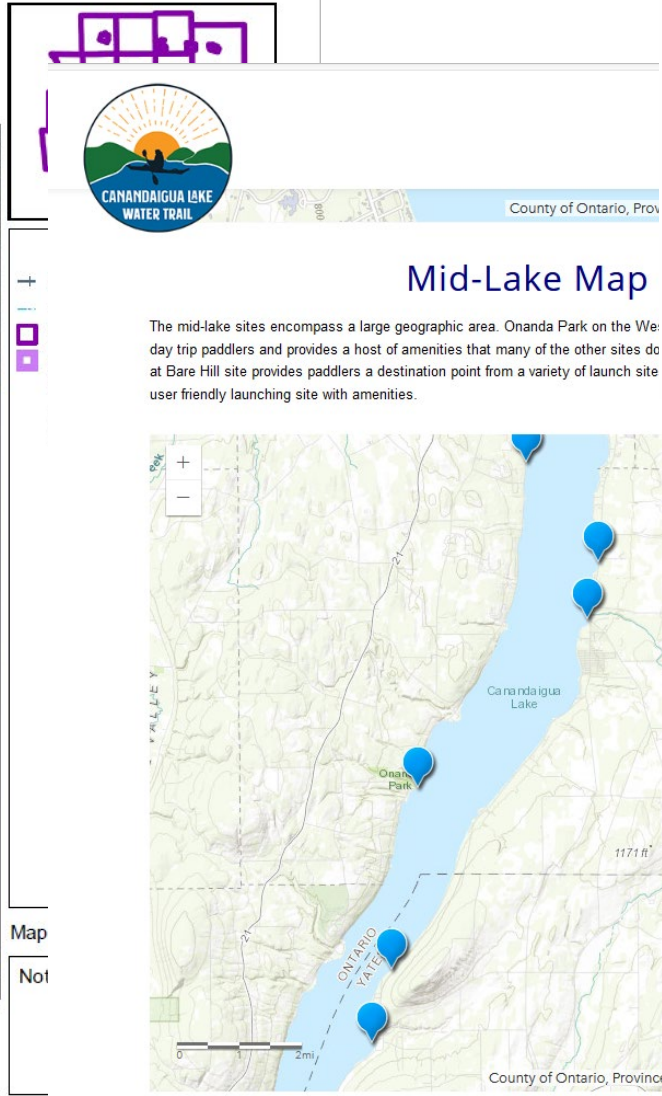 CANANDAIGUA LAKE
WATER TRAIL
800
County of Ontario, Prov
Mid-Lake Map
The mid-lake sites encompass a large geographic area. Onanda Park on the Wes
day trip paddlers and provides a host of amenities that many of the other sites do
at Bare Hill site provides paddlers a destination point from a variety of launch site
user friendly launching site with amenities.
+
−
eek
21
VALLEY
Canandaigua
Lake
Park
1171 ft
21
ONTARIO
0 1 2mi
County of Ontario, Province
Map
Not